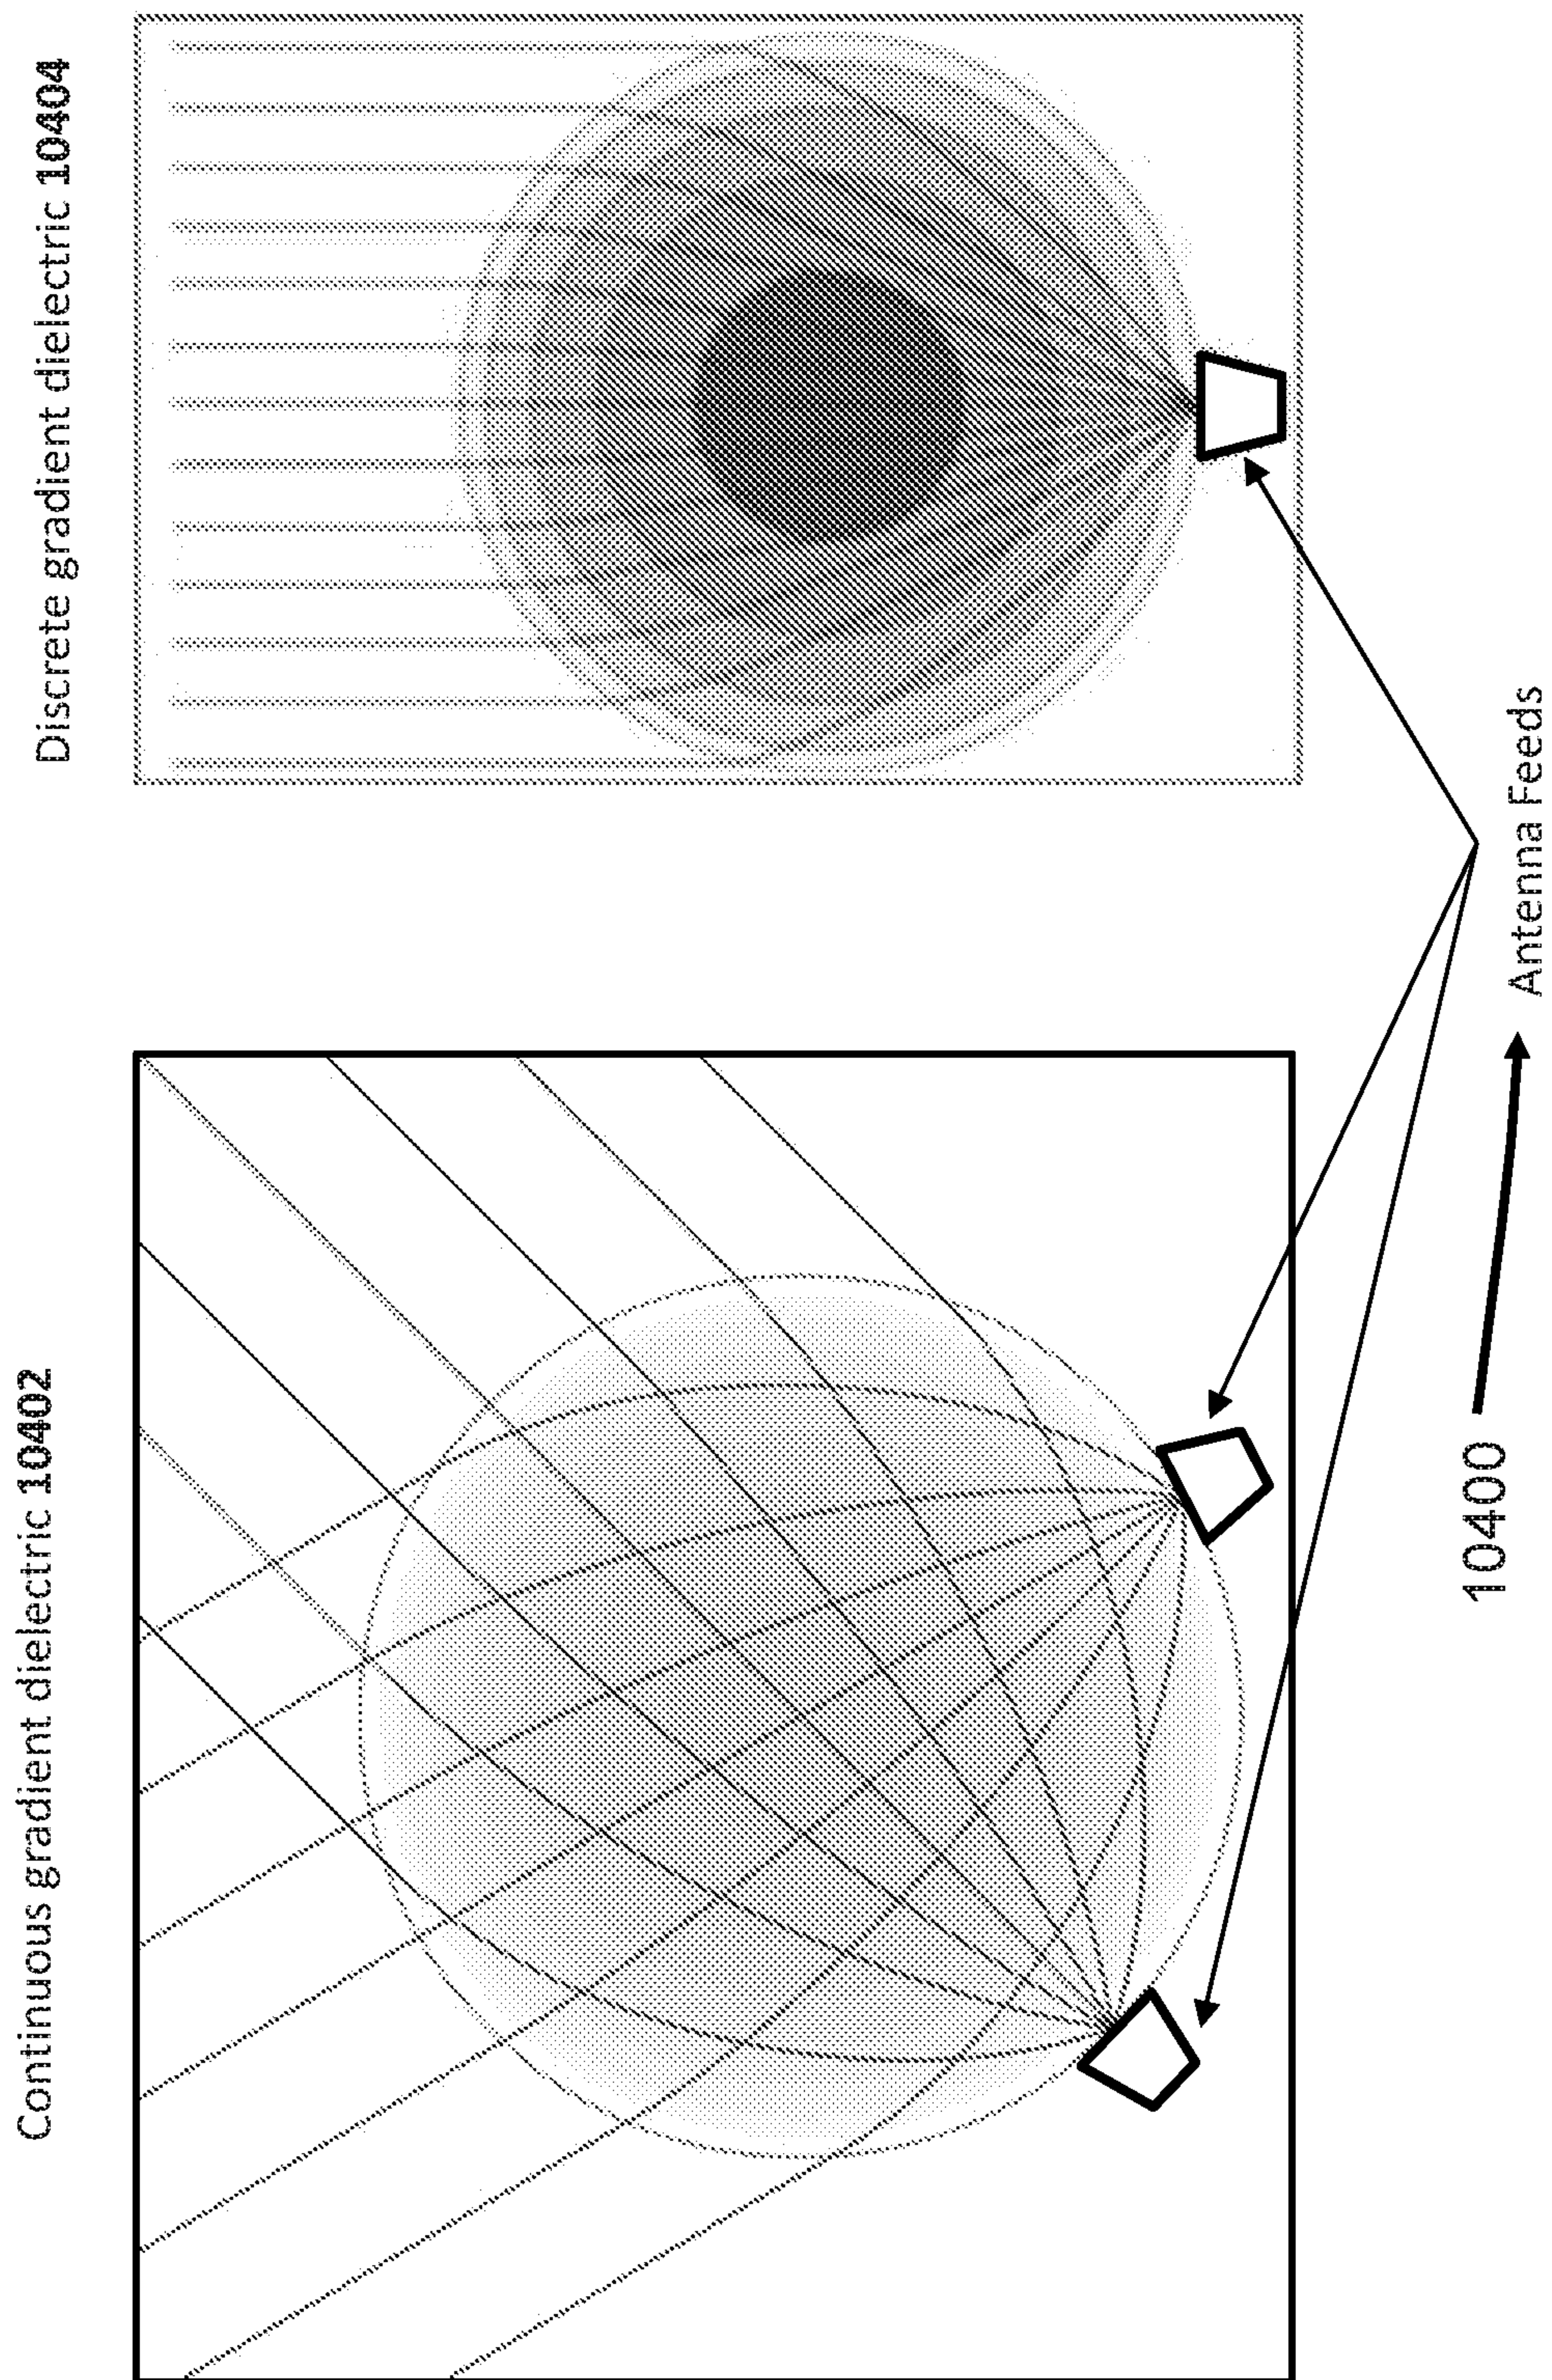 Continuous gradient dielectric 10402
Discrete gradient dielectric 10404
10400
Antenna Feeds